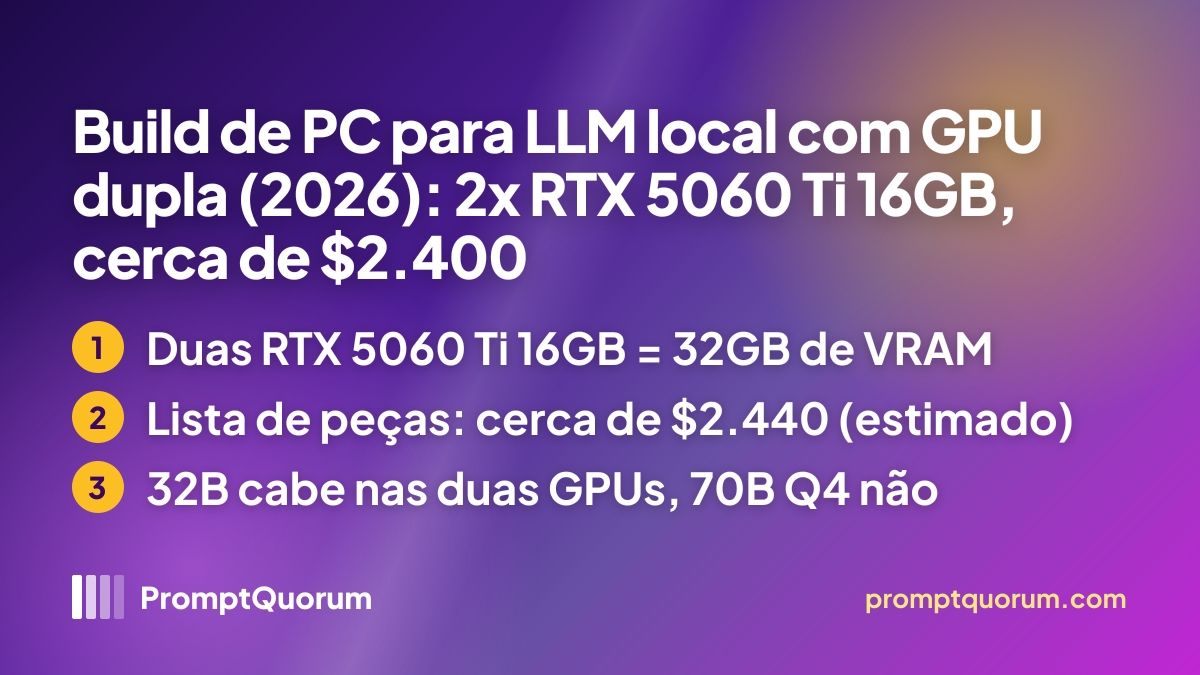 Build de PC para LLM local com GPU
dupla (2026): 2x RTX 5060 Ti 16GB,
cerca de $2.400
1 Duas RTX 5060 Ti 16GB = 32GB de VRAM
2 Lista de peças: cerca de $2.440 (estimado)
3 32B cabe nas duas GPUs, 70B Q4 não
PromptQuorum
promptquorum.com